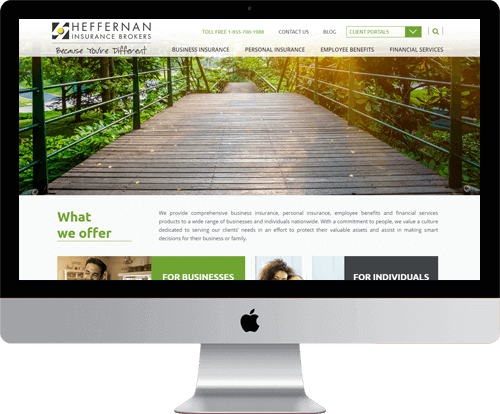 HEFFERNAN
INSURANCE BROKERS
Because You're Different
TOLL FREE 1-855-700-1988 CONTACT US BLOG CLIENT PORTALS
BUSINESS INSURANCE PERSONAL INSURANCE EMPLOYEE BENEFITS FINANCIAL SERVICES
What
we offer
We provide comprehensive business insurance, personal insurance, employee benefits and financial services
products to a wide range of businesses and individuals nationwide. With a commitment to people, we value a culture
dedicated to serving our clients' needs in an effort to protect their valuable assets and assist in making smart
decisions for their business or family.
FOR BUSINESSES
FOR INDIVIDUALS